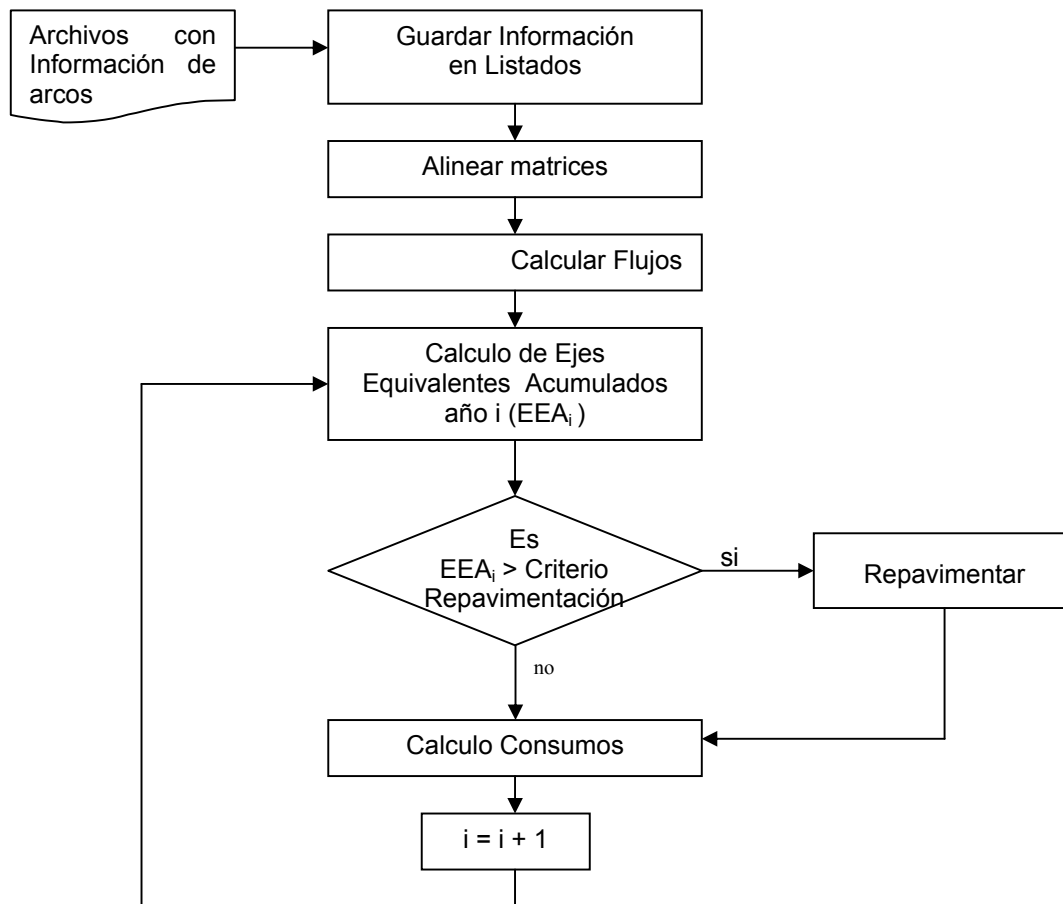 Archivos con
Información de
arcos
Guardar Información
en Listados
Alinear matrices
Calcular Flujos
Calculo de Ejes
Equivalentes Acumulados
año i (EEAi )
Es
EEAi > Criterio
Repavimentación
si
Repavimentar
no
Calculo Consumos
i = i + 1